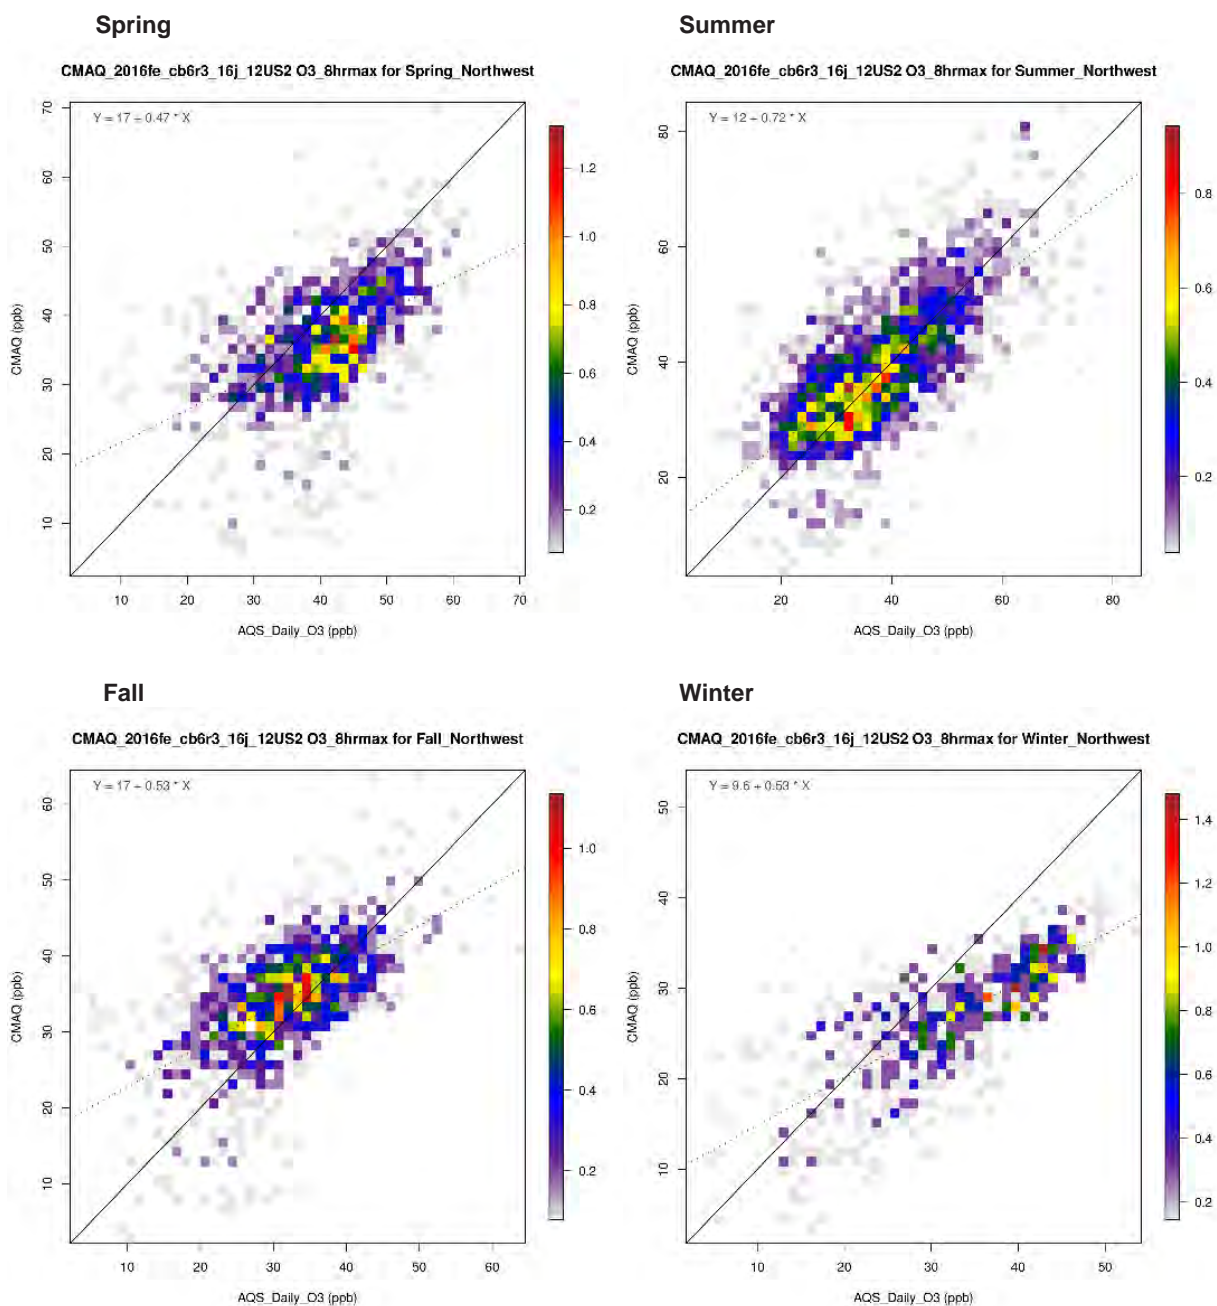 Spring
CMAQ_2016fe_cb6r3_16j_12US2 O3_8hrmax for Spring_Northwest
Y = 17 + 0.47 * X
70
60
50
40
30
20
10
CMAQ (ppb)
10 20 30 40 50 60 70
AQS_Daily_O3 (ppb)
1.2
1.0
0.8
0.6
0.4
0.2
Summer
CMAQ_2016fe_cb6r3_16j_12US2 O3_8hrmax for Summer_Northwest
Y = 12 + 0.72 * X
80
60
40
20
CMAQ (ppb)
20 40 60 80
AQS_Daily_O3 (ppb)
0.8
0.6
0.4
0.2
Fall
CMAQ_2016fe_cb6r3_16j_12US2 O3_8hrmax for Fall_Northwest
Y = 17 + 0.53 * X
60
50
40
30
20
10
CMAQ (ppb)
10 20 30 40 50 60
AQS_Daily_O3 (ppb)
1.0
0.8
0.6
0.4
0.2
Winter
CMAQ_2016fe_cb6r3_16j_12US2 O3_8hrmax for Winter_Northwest
Y = 9.6 + 0.53 * X
50
40
30
20
10
CMAQ (ppb)
10 20 30 40 50
AQS_Daily_O3 (ppb)
1.4
1.2
1.0
0.8
0.6
0.4
0.2